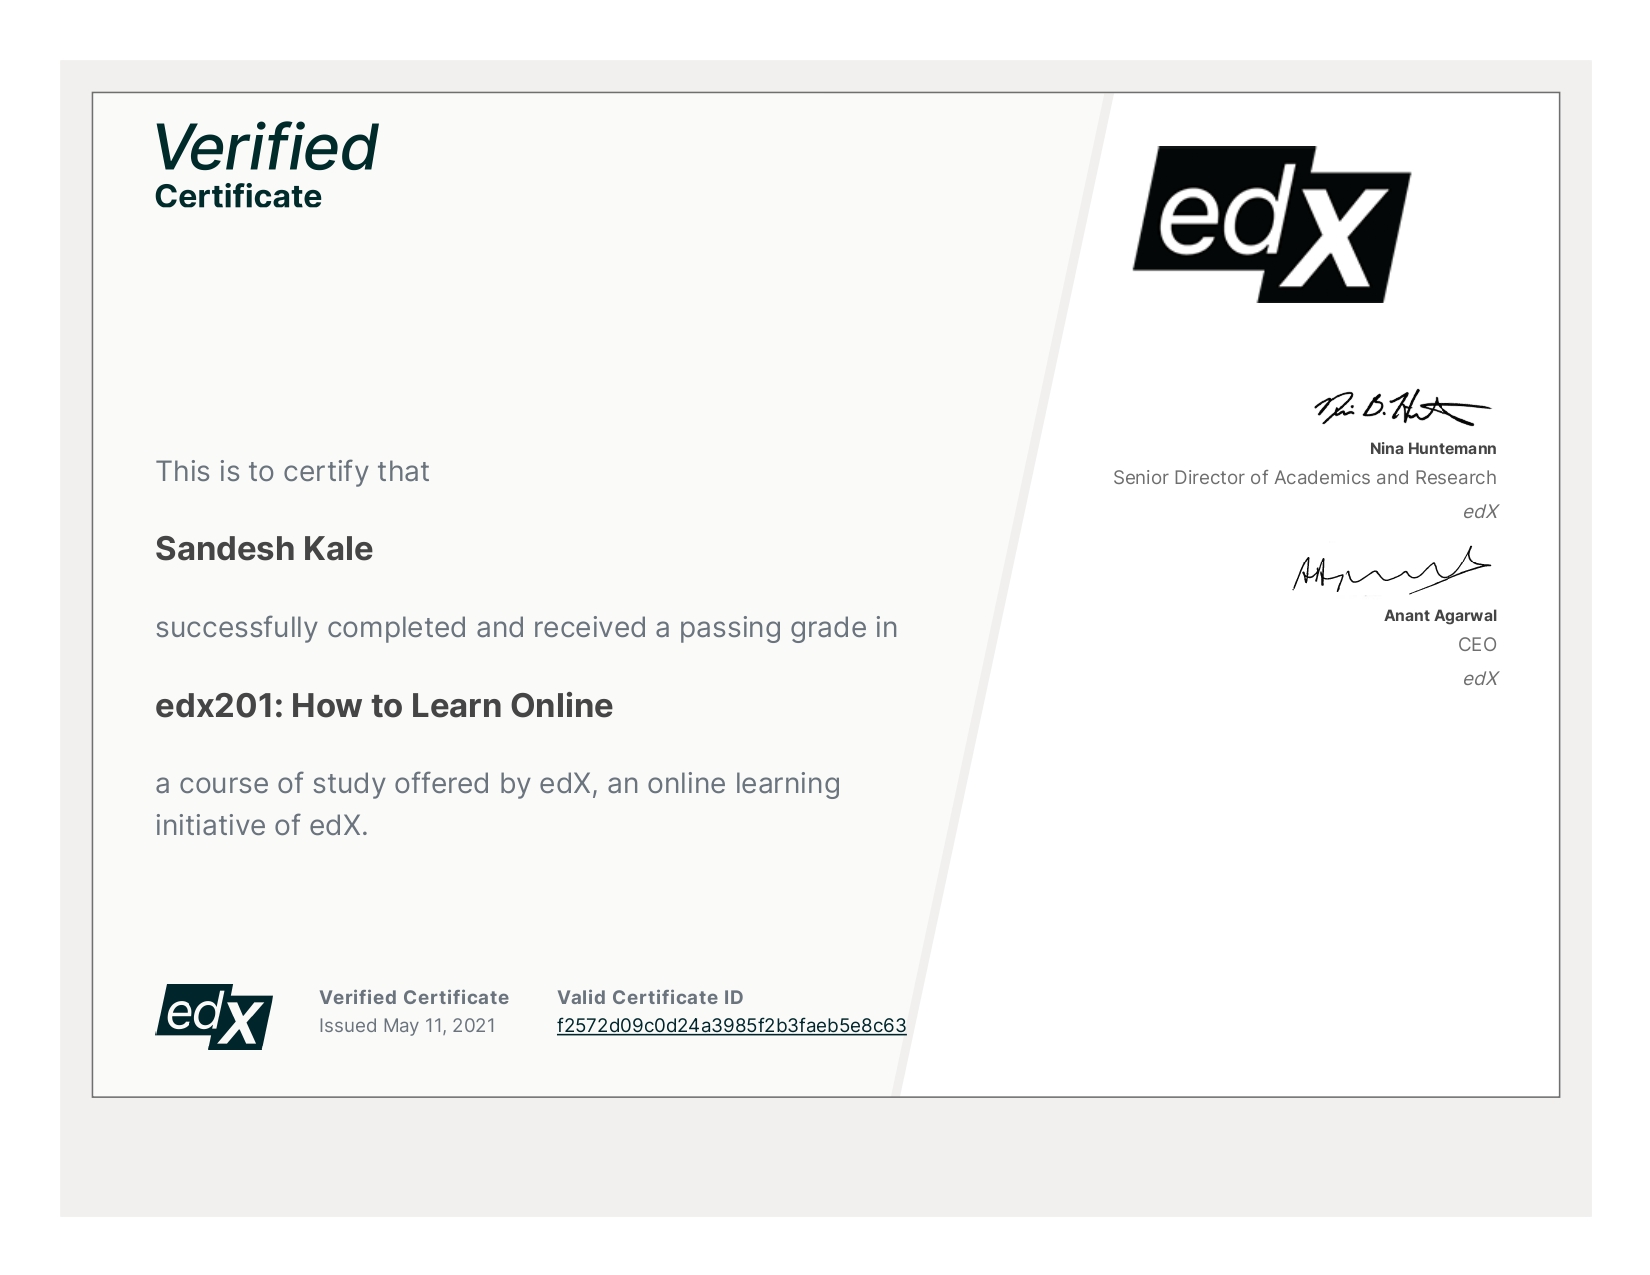 Verified
Certificate
edX
This is to certify that
Sandesh Kale
successfully completed and received a passing grade in
edx201: How to Learn Online
a course of study offered by edX, an online learning
initiative of edX.
Nina B. Hunt
Nina Huntemann
Senior Director of Academics and Research
edX
Anant Agarwal
CEO
edX
edX
Verified Certificate
Issued May 11, 2021
Valid Certificate ID
f2572d09c0d24a3985f2b3faeb5e8c63